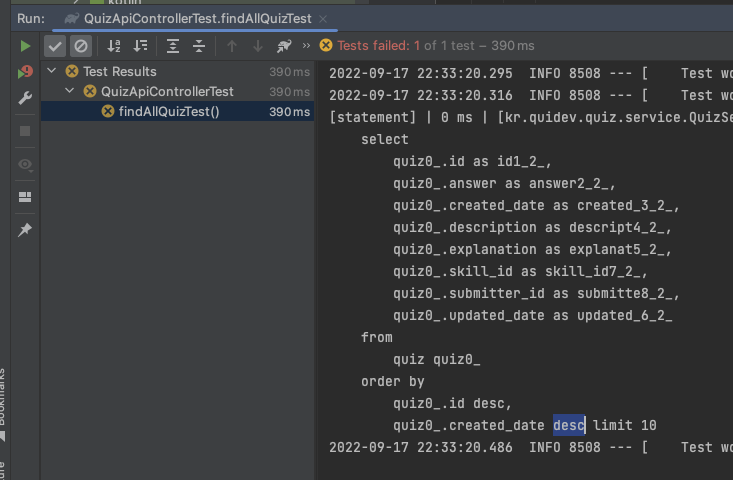 kotlin
Run: QuizApiControllerTest.findAllQuizTest ×
Tests failed: 1 of 1 test – 390 ms
Test Results 390 ms
QuizApiControllerTest 390 ms
findAllQuizTest() 390 ms
2022-09-17 22:33:20.295 INFO 8508 --- [ Test wo
2022-09-17 22:33:20.316 INFO 8508 --- [ Test wo
[statement] | 0 ms | [kr.quidev.quiz.service.QuizSe
select
quiz0_.id as id1_2_,
quiz0_.answer as answer2_2_,
quiz0_.created_date as created_3_2_,
quiz0_.description as descript4_2_,
quiz0_.explanation as explanat5_2_,
quiz0_.skill_id as skill_id7_2_,
quiz0_.submitter_id as submitte8_2_,
quiz0_.updated_date as updated_6_2_
from
quiz quiz0_
order by
quiz0_.id desc,
quiz0_.created_date desc limit 10
2022-09-17 22:33:20.486 INFO 8508 --- [ Test wo